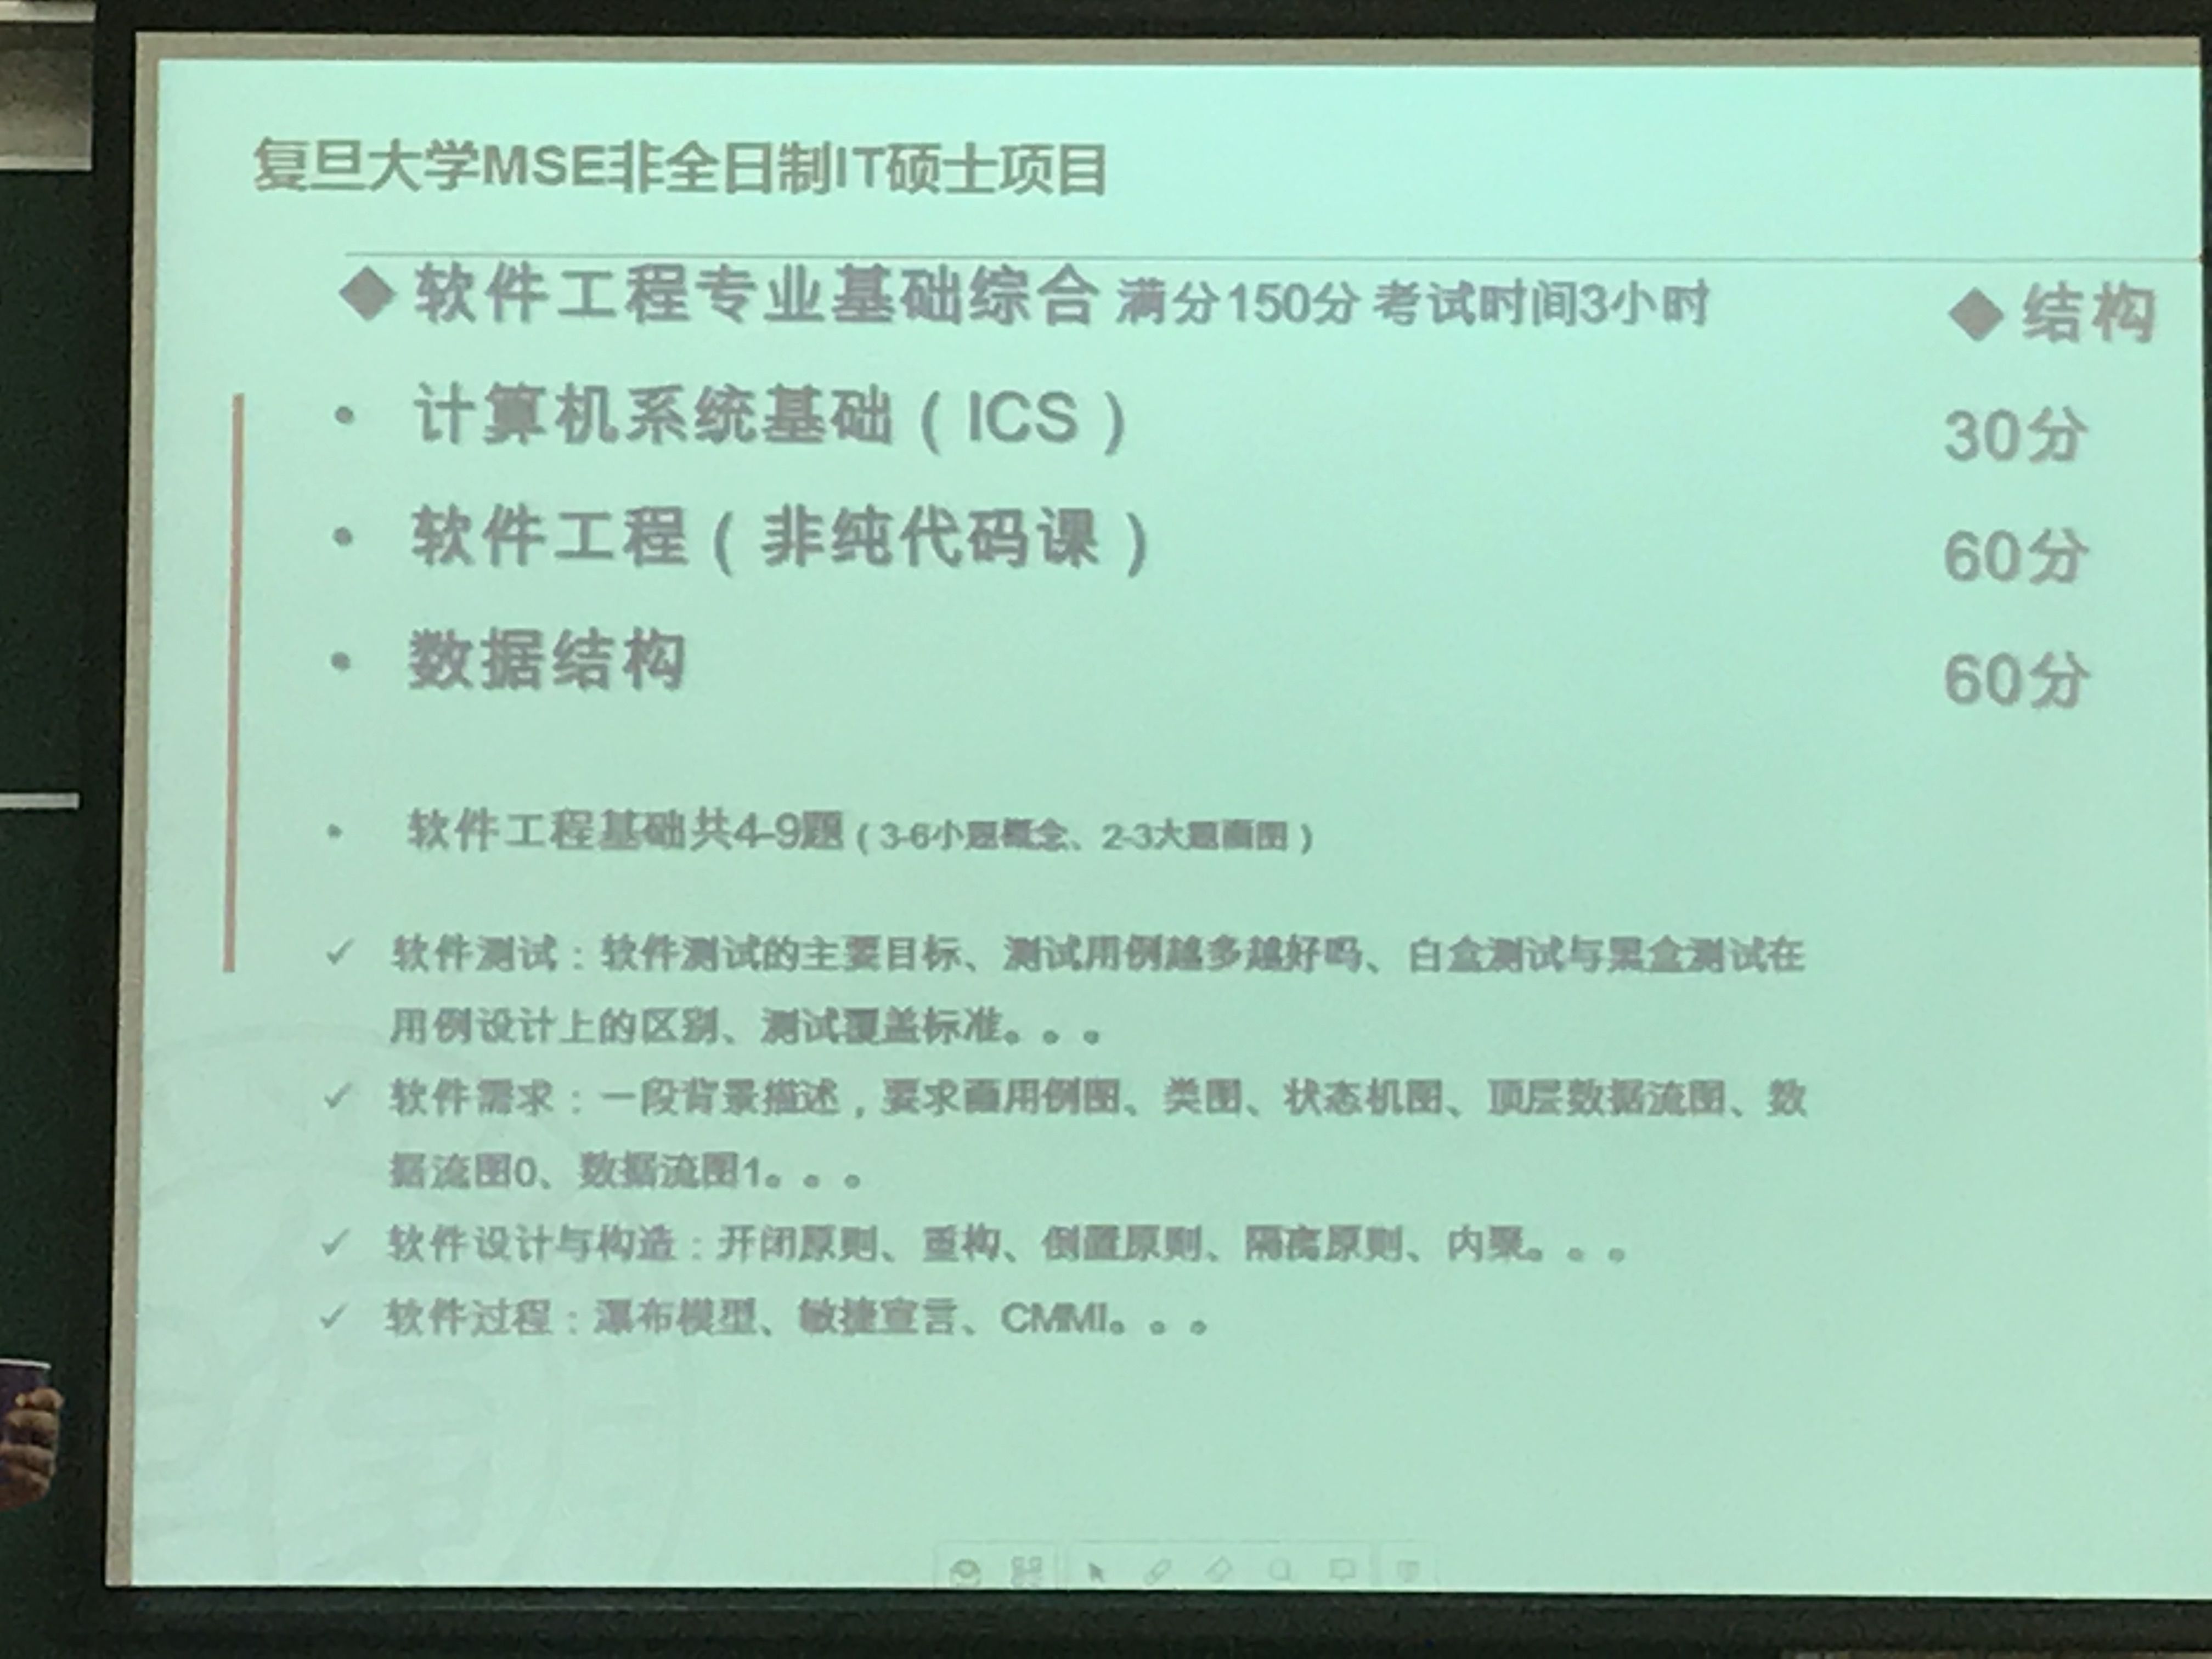 复旦大学MSE非全日制IT硕士项目
◆软件工程专业基础综合 满分150分 考试时间3小时 ◆结构
• 计算机系统基础（ICS） 30分
• 软件工程（非纯代码课） 60分
• 数据结构 60分
• 软件工程基础共4-9题（3-6小题概念、2-3大题画图）
✓ 软件测试：软件测试的主要目标、测试用例越多越好吗、白盒测试与黑盒测试在
用例设计上的区别、测试覆盖标准。。。
✓ 软件需求：一段背景描述，要求画用例图、类图、状态机图、顶层数据流图、数
据流图0、数据流图1。。。
✓ 软件设计与构造：开闭原则、重构、倒置原则、隔离原则、内聚。。。
✓ 软件过程：瀑布模型、敏捷宣言、CMMI。。。